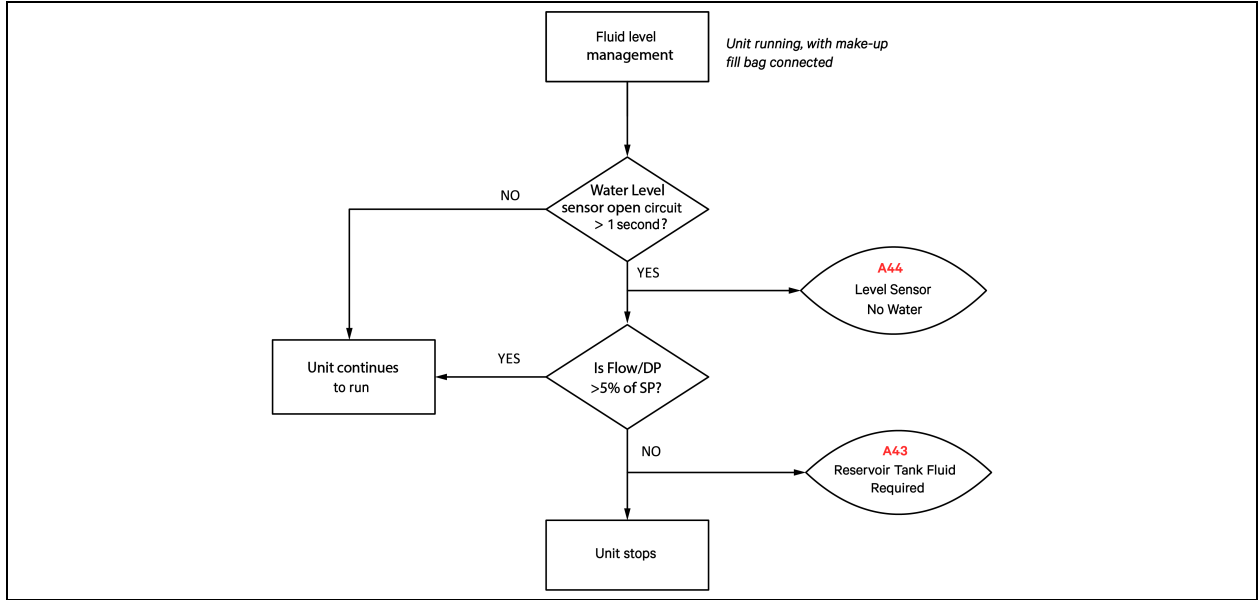 Fluid level
management
Unit running, with make-up
fill bag connected
Water Level
sensor open circuit
> 1 second?
NO
YES
A44
Level Sensor
No Water
Is Flow/DP
>5% of SP?
YES
Unit continues
to run
NO
A43
Reservoir Tank Fluid
Required
Unit stops